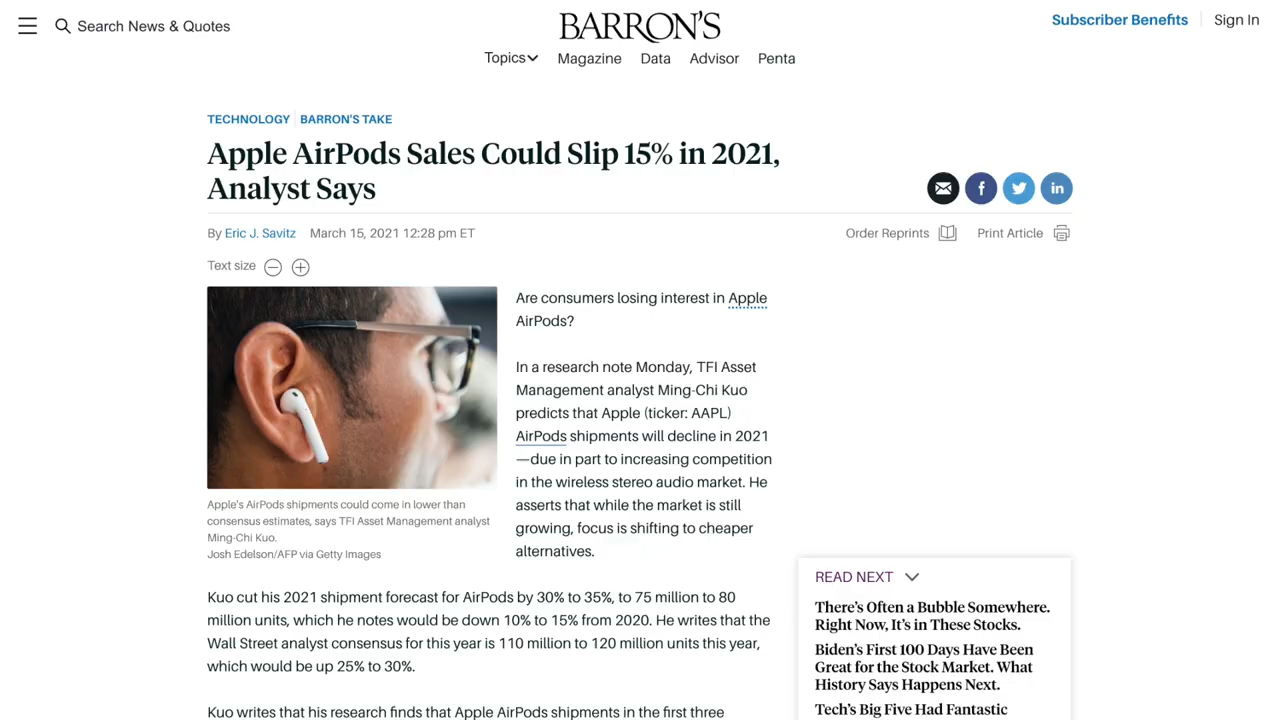 Search News & Quotes
BARRON'S
Subscriber Benefits
Sign In
Topics
Magazine
Data
Advisor
Penta
TECHNOLOGY
BARRON'S TAKE
Apple AirPods Sales Could Slip 15% in 2021,
Analyst Says
By Eric J. Savitz March 15, 2021 12:28 pm ET
Order Reprints
Print Article
Text size
Apple's AirPods shipments could come in lower than
consensus estimates, says TFI Asset Management analyst
Ming-Chi Kuo.
Josh Edelson/AFP via Getty Images
Are consumers losing interest in Apple
AirPods?
In a research note Monday, TFI Asset
Management analyst Ming-Chi Kuo
predicts that Apple (ticker: AAPL)
AirPods shipments will decline in 2021
—due in part to increasing competition
in the wireless stereo audio market. He
asserts that while the market is still
growing, focus is shifting to cheaper
alternatives.
Kuo cut his 2021 shipment forecast for AirPods by 30% to 35%, to 75 million to 80
million units, which he notes would be down 10% to 15% from 2020. He writes that the
Wall Street analyst consensus for this year is 110 million to 120 million units this year,
which would be up 25% to 30%.
Kuo writes that his research finds that Apple AirPods shipments in the first three
READ NEXT
There's Often a Bubble Somewhere.
Right Now, It's in These Stocks.
Biden's First 100 Days Have Been
Great for the Stock Market. What
History Says Happens Next.
Tech's Big Five Had Fantastic